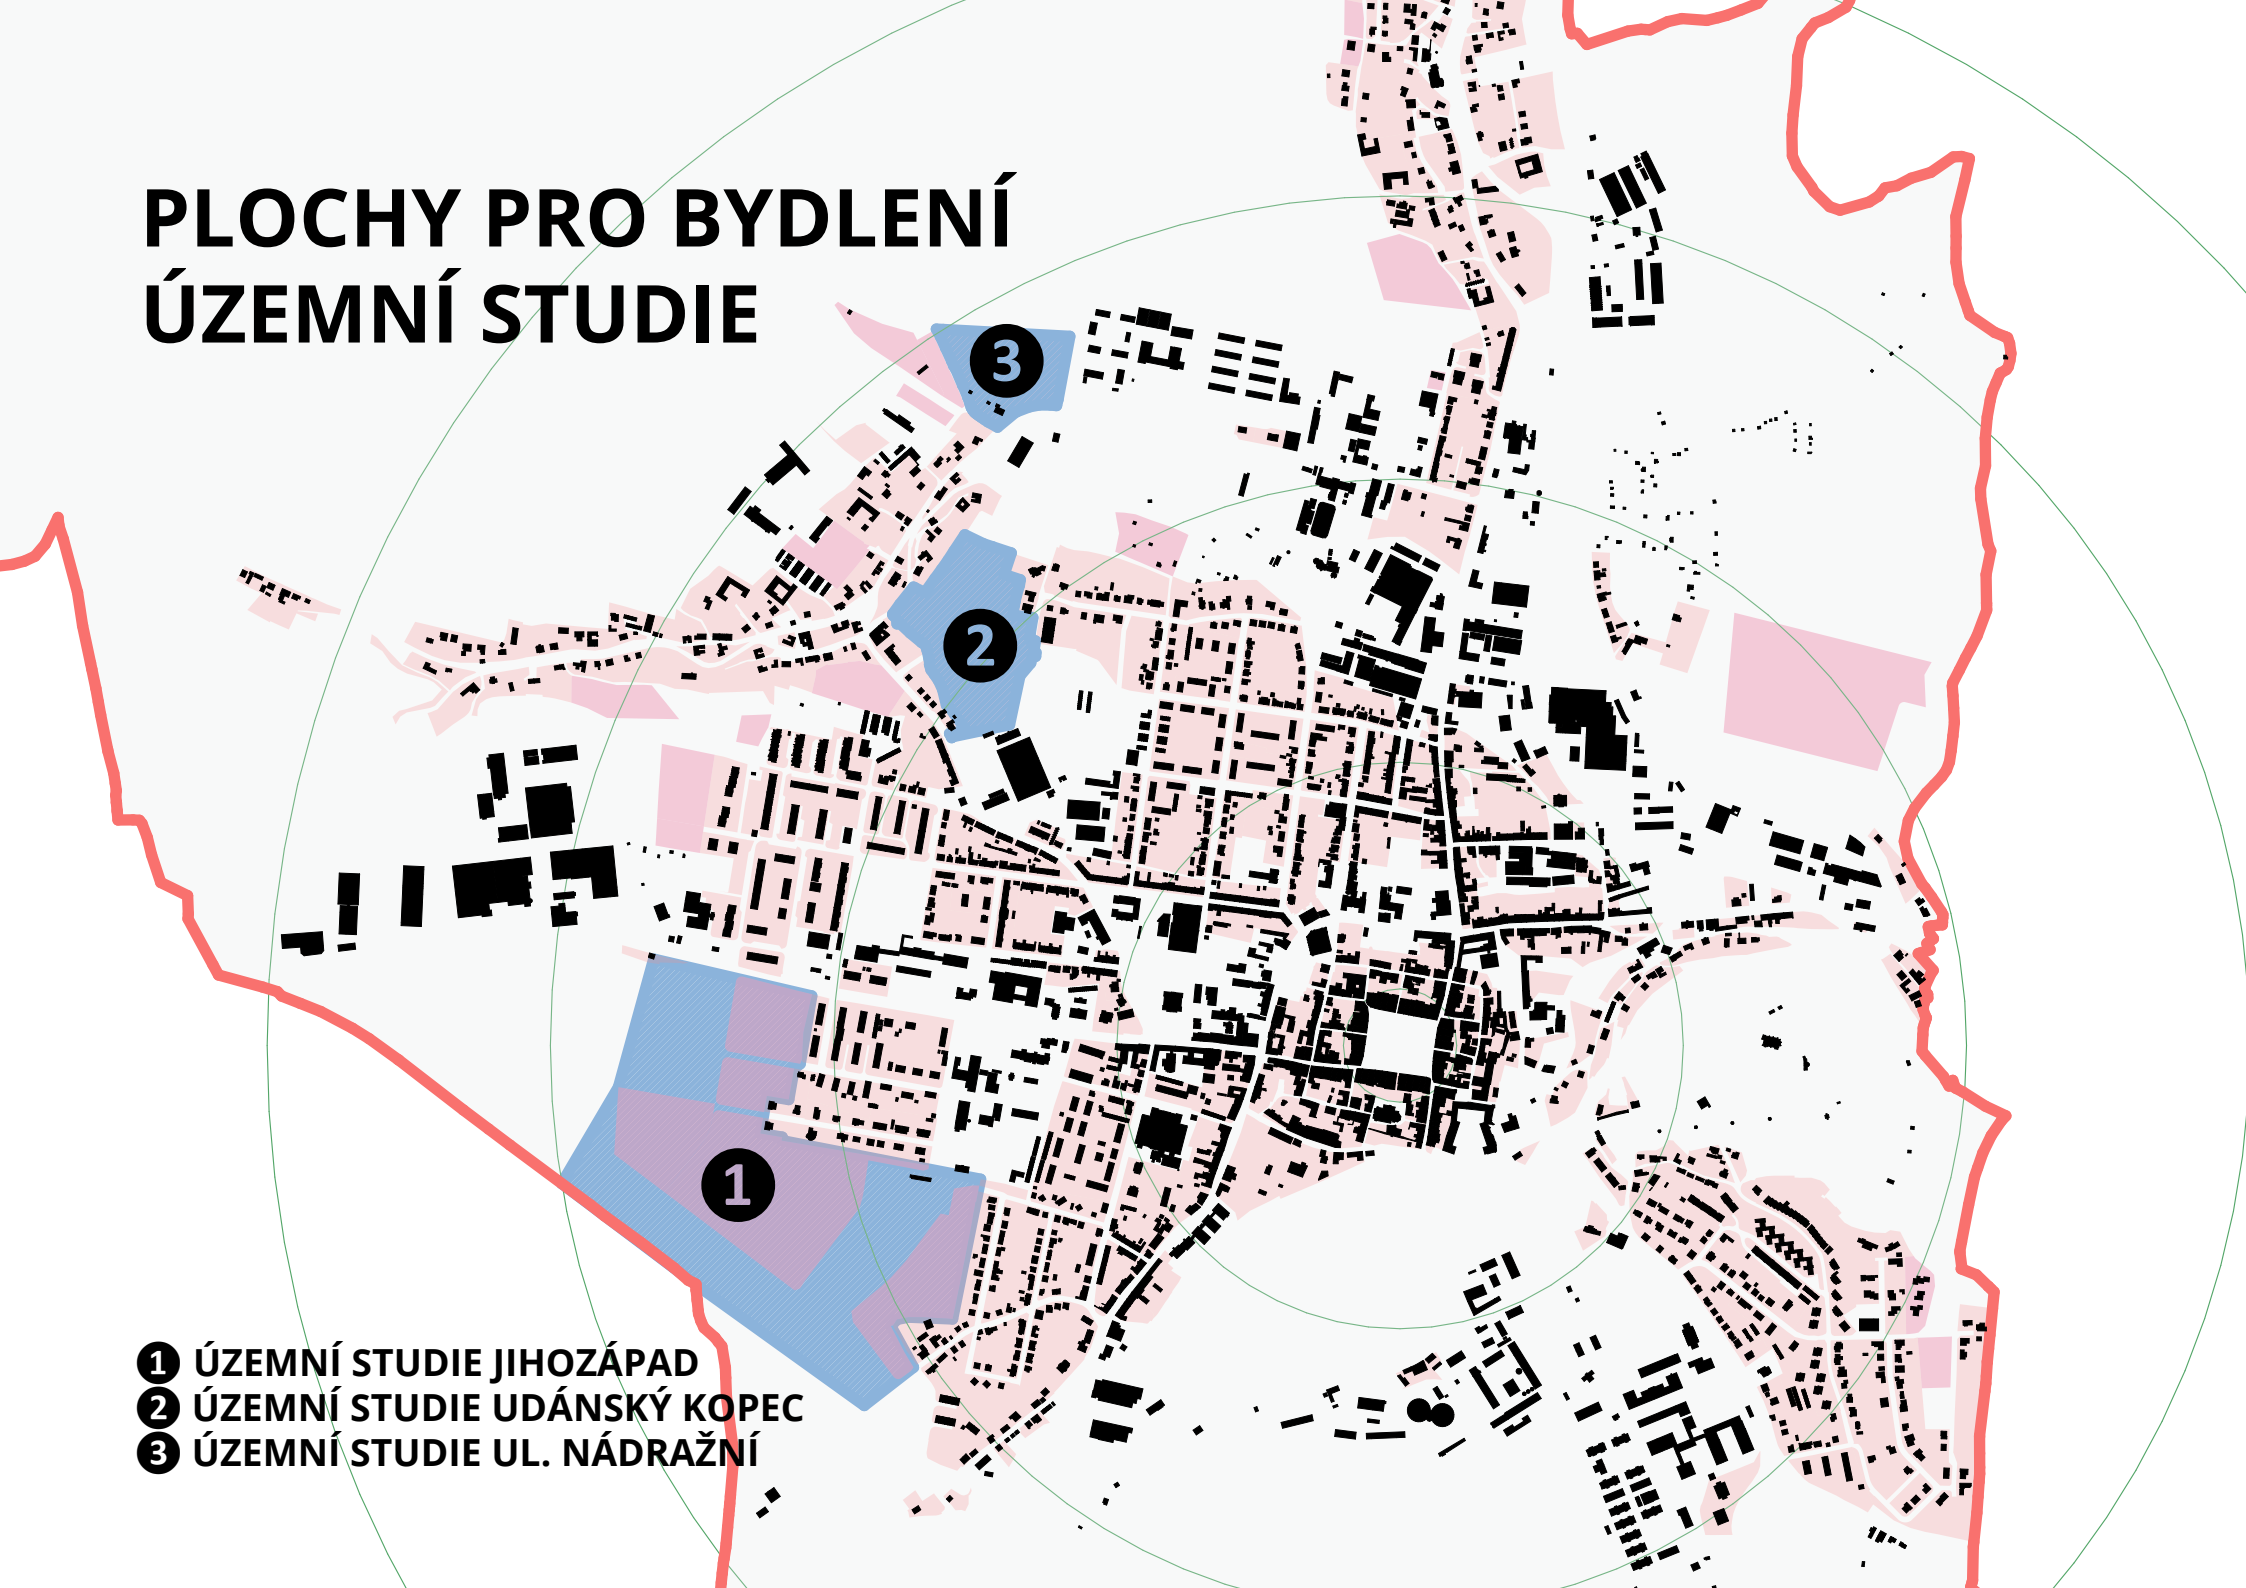 PLOCHY PRO BYDLENÍ
ÚZEMNÍ STUDIE
3
2
1
1 ÚZEMNÍ STUDIE JIHOZÁPAD
2 ÚZEMNÍ STUDIE UDÁNSKÝ KOPEC
3 ÚZEMNÍ STUDIE UL. NÁDRAŽNÍ